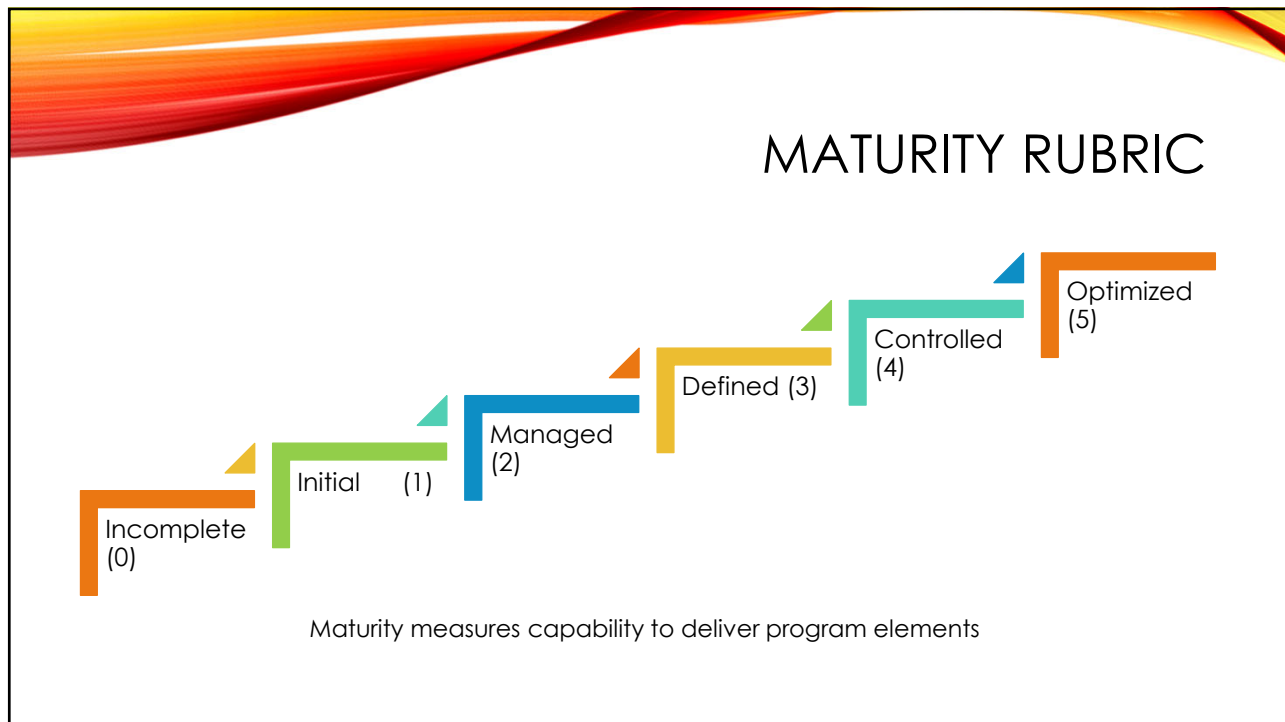 MATURITY RUBRIC
Incomplete
(0)
Initial (1)
Managed
(2)
Defined (3)
Controlled
(4)
Optimized
(5)
Maturity measures capability to deliver program elements